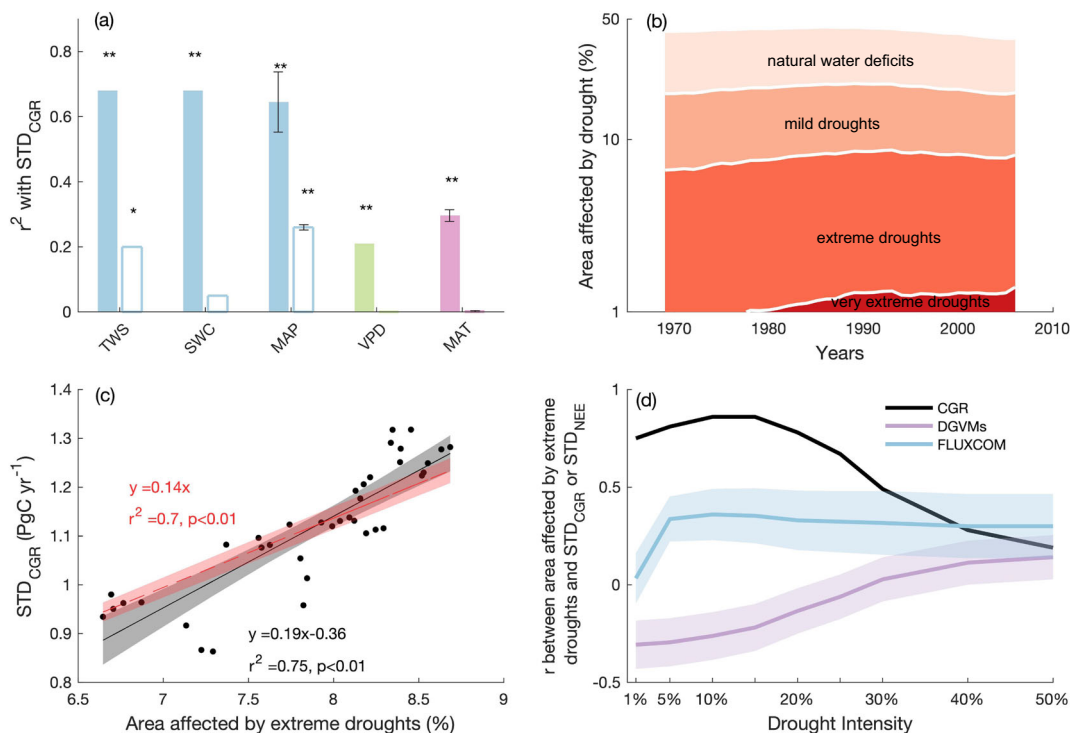 (a)
r² with STD_CGR
0.8
0.6
0.4
0.2
0
**
*
**
**
**
**
**
TWS
SWC
MAP
VPD
MAT
(b)
Area affected by drought (%)
50
10
1
natural water deficits
mild droughts
extreme droughts
very extreme droughts
1970
1980
1990
2000
2010
Years
(c)
STD_CGR (PgC yr⁻¹)
1.4
1.3
1.2
1.1
1
0.9
0.8
y =0.14x
r² =0.7, p<0.01
y =0.19x-0.36
r² =0.75, p<0.01
6.5
7
7.5
8
8.5
9
Area affected by extreme droughts (%)
(d)
r between area affected by extreme
droughts and STD_CGR or STD_NEE
1
0.5
0
-0.5
CGR
DGVMs
FLUXCOM
1%
5%
10%
20%
30%
40%
50%
Drought Intensity